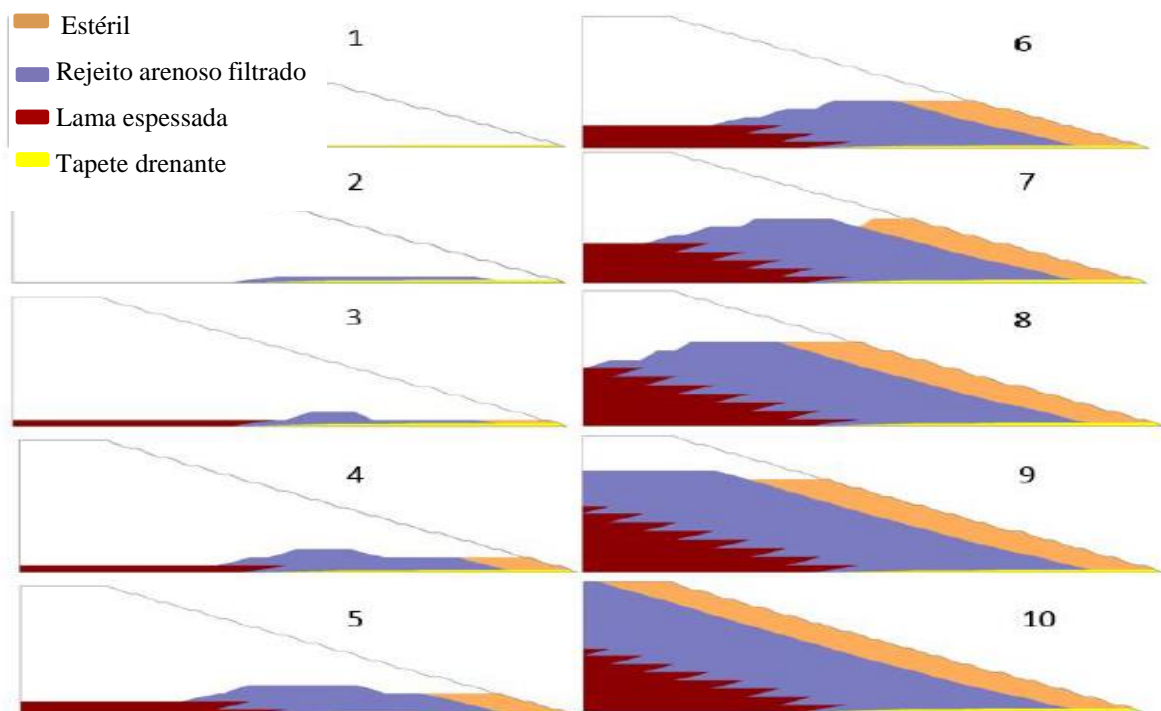 Estéril
Rejeito arenoso filtrado
Lama espessada
Tapete drenante
1
2
3
4
5
6
7
8
9
10